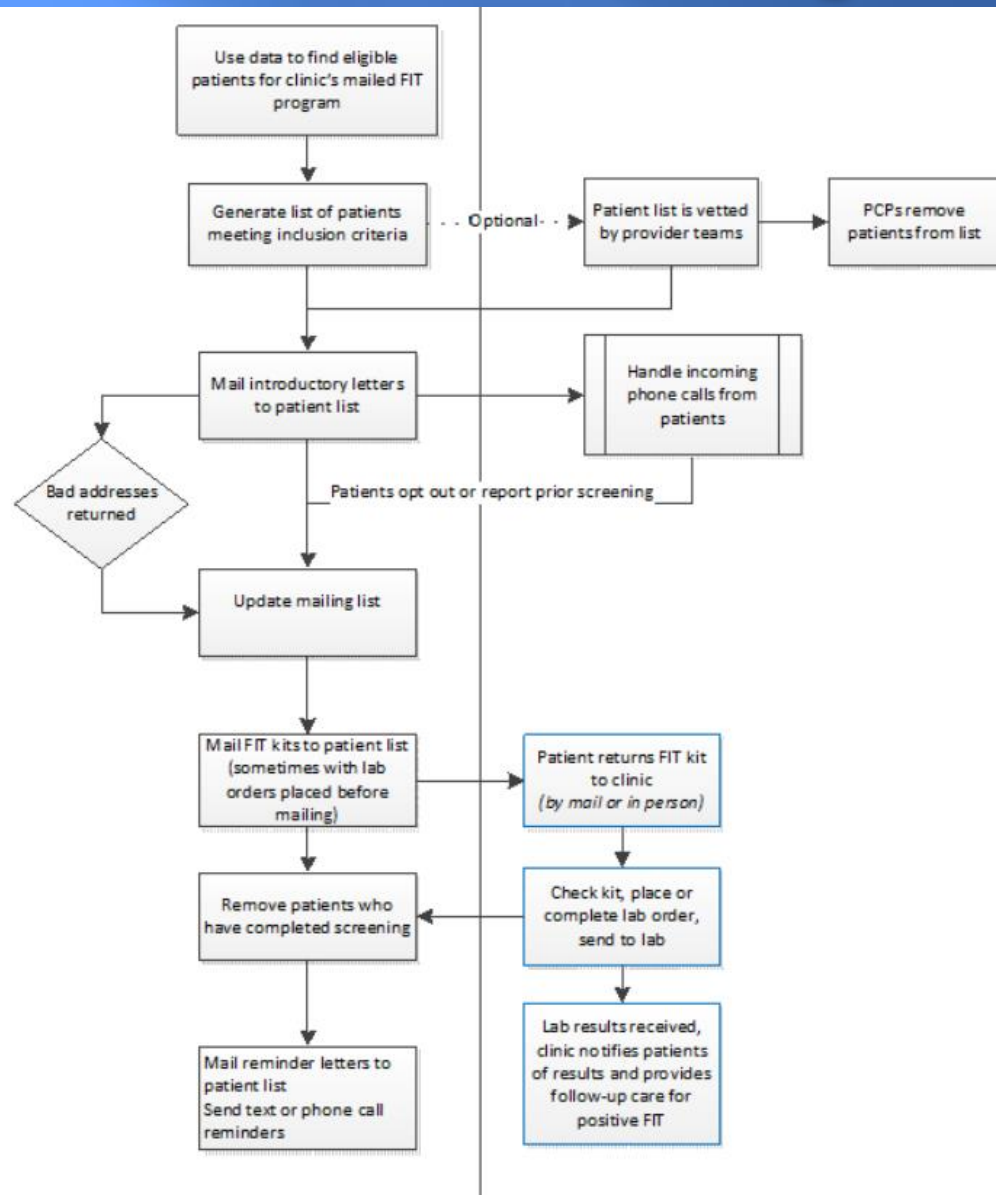 Use data to find eligible
patients for clinic's mailed FIT
program
Generate list of patients
meeting inclusion criteria
Optional
Patient list is vetted
by provider teams
PCPs remove
patients from list
Mail introductory letters
to patient list
Handle incoming
phone calls from
patients
Bad addresses
returned
Patients opt out or report prior screening
Update mailing list
Mail FIT kits to patient list
(sometimes with lab
orders placed before
mailing)
Patient returns FIT kit
to clinic
(by mail or in person)
Remove patients who
have completed screening
Check kit, place or
complete lab order,
send to lab
Mail reminder letters to
patient list
Send text or phone call
reminders
Lab results received,
clinic notifies patients
of results and provides
follow-up care for
positive FIT